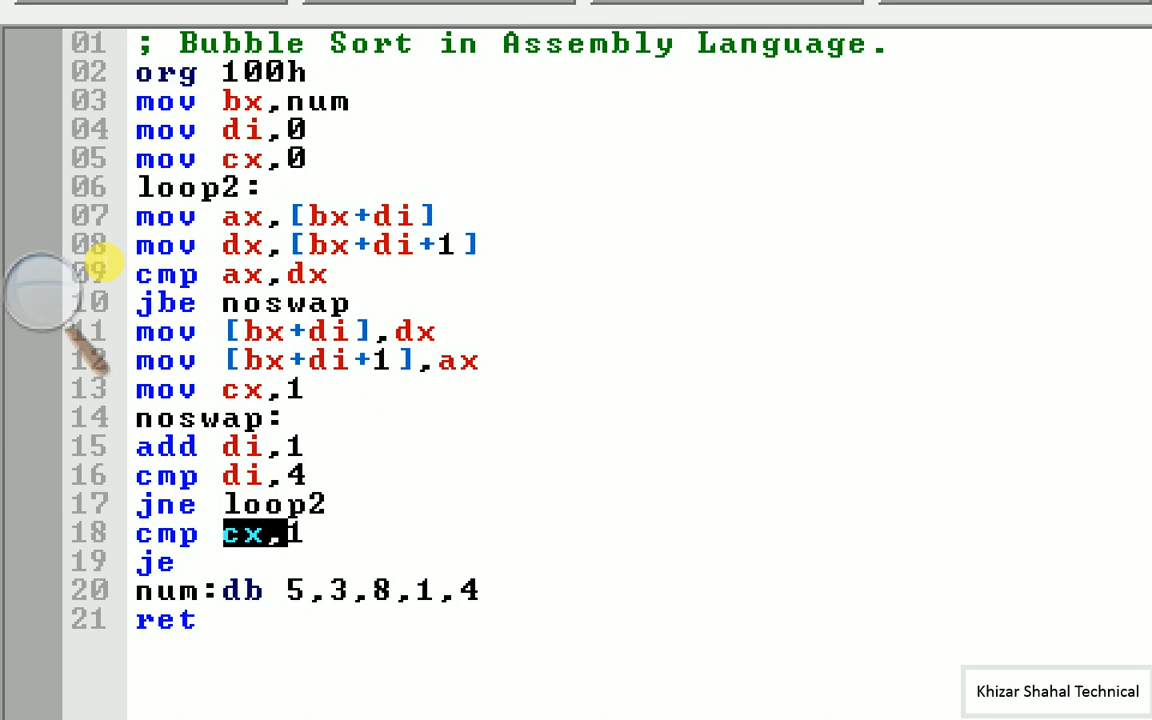 01 ; Bubble Sort in Assembly Language.
02 org 100h
03 mov bx,num
04 mov di,0
05 mov cx,0
06 loop2:
07 mov ax,[bx+di]
08 mov dx,[bx+di+1]
09 cmp ax,dx
10 jbe noswap
11 mov [bx+di],dx
12 mov [bx+di+1],ax
13 mov cx,1
14 noswap:
15 add di,1
16 cmp di,4
17 jne loop2
18 cmp cx,1
19 je
20 num:db 5,3,8,1,4
21 ret
Khizar Shahal Technical